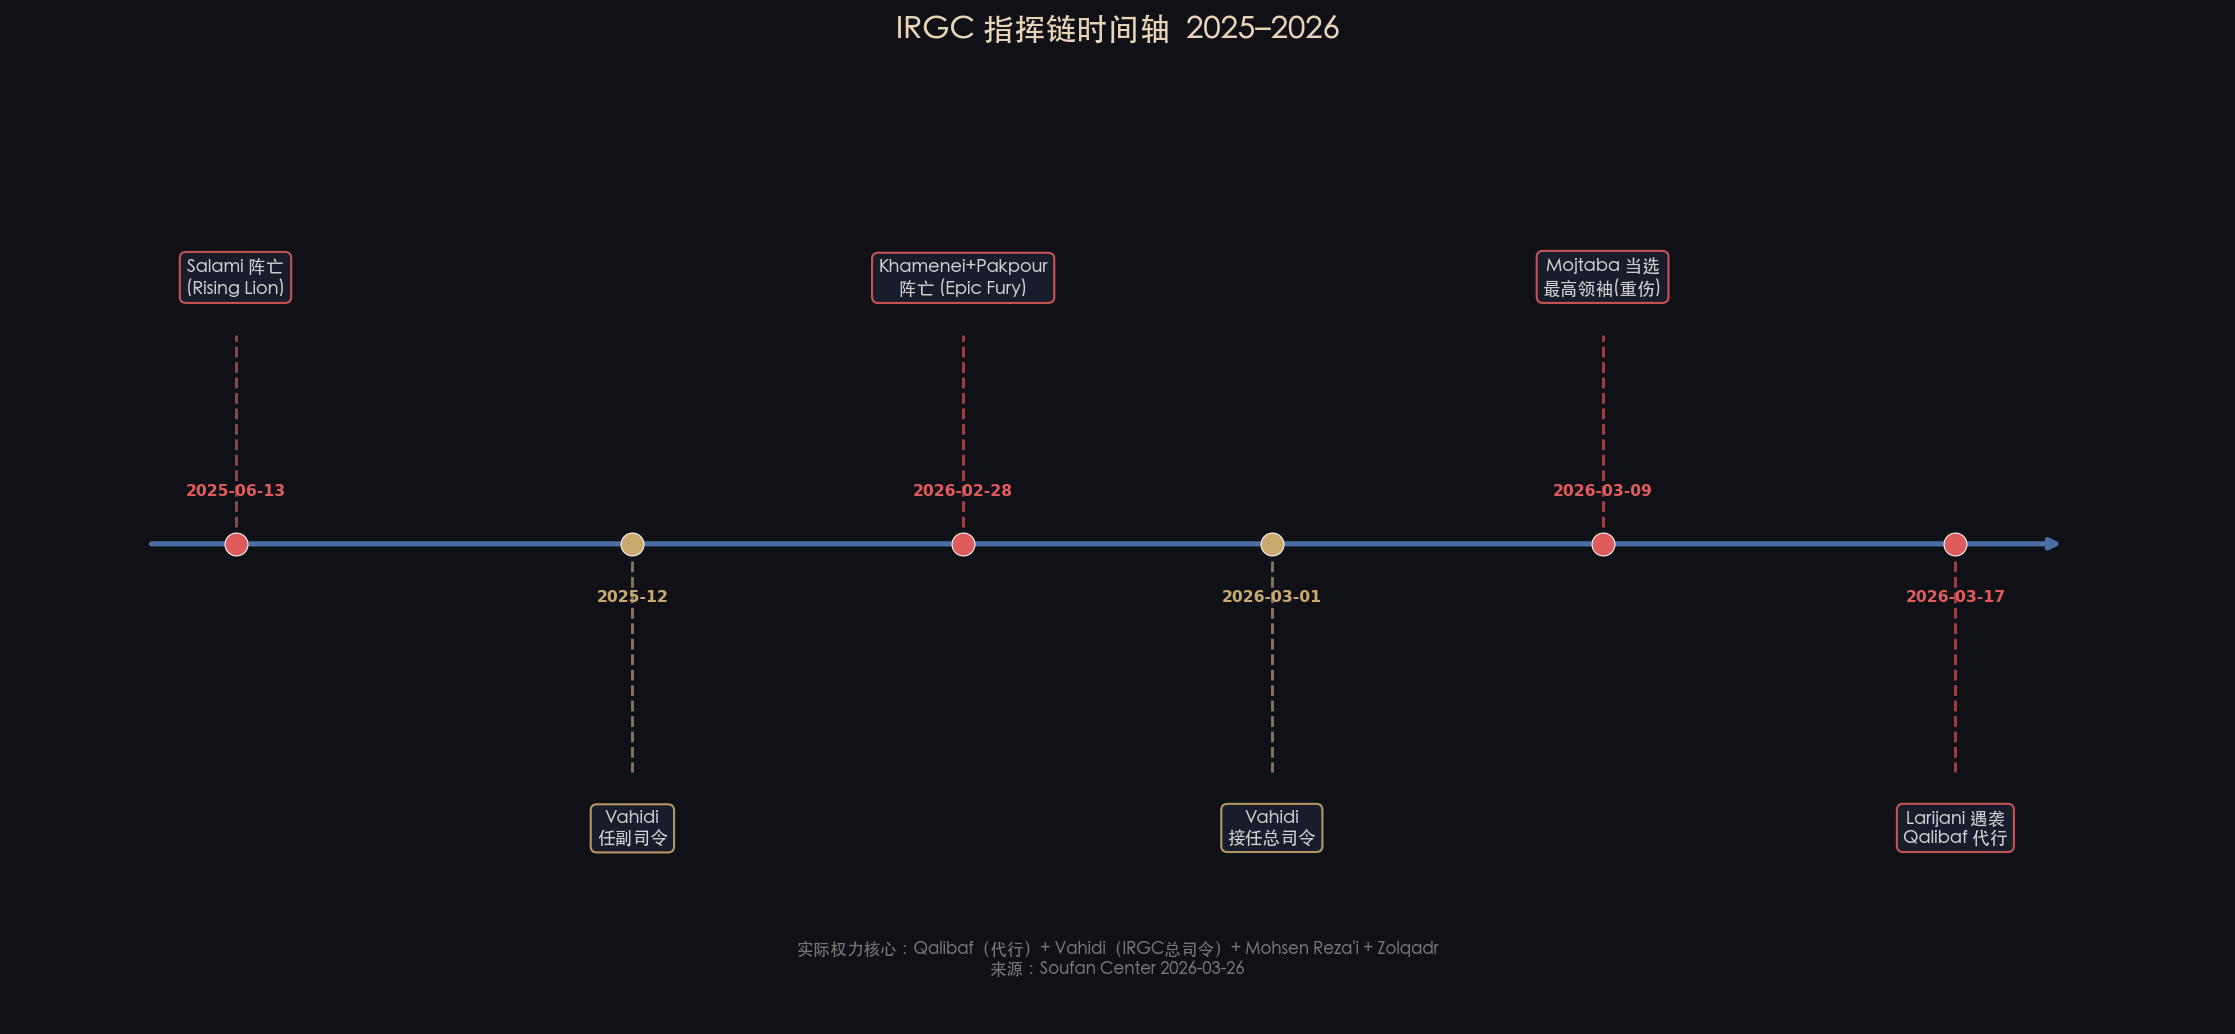 IRGC 指挥链时间轴 2025–2026
Salami 阵亡
(Rising Lion)
Khamenei+Pakpour
阵亡 (Epic Fury)
Mojtaba 当选
最高领袖(重伤)
2025-06-13
2026-02-28
2026-03-09
2025-12
2026-03-01
2026-03-17
Vahidi
任副司令
Vahidi
接任总司令
Larijani 遇袭
Qalibaf 代行
实际权力核心：Qalibaf（代行）+ Vahidi（IRGC总司令）+ Mohsen Reza'i + Zolqadr
来源：Soufan Center 2026-03-26